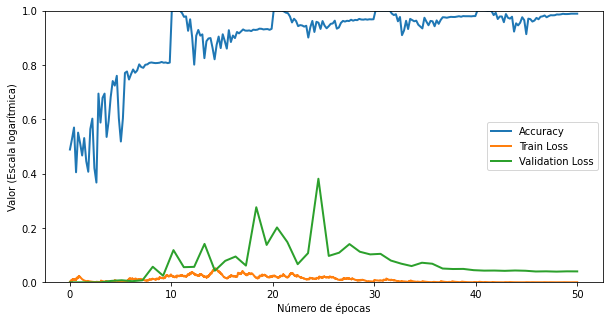 1.0
0.8
0.6
0.4
0.2
0.0
Valor (Escala logarítmica)
Accuracy
Train Loss
Validation Loss
0
10
20
30
40
50
Número de épocas